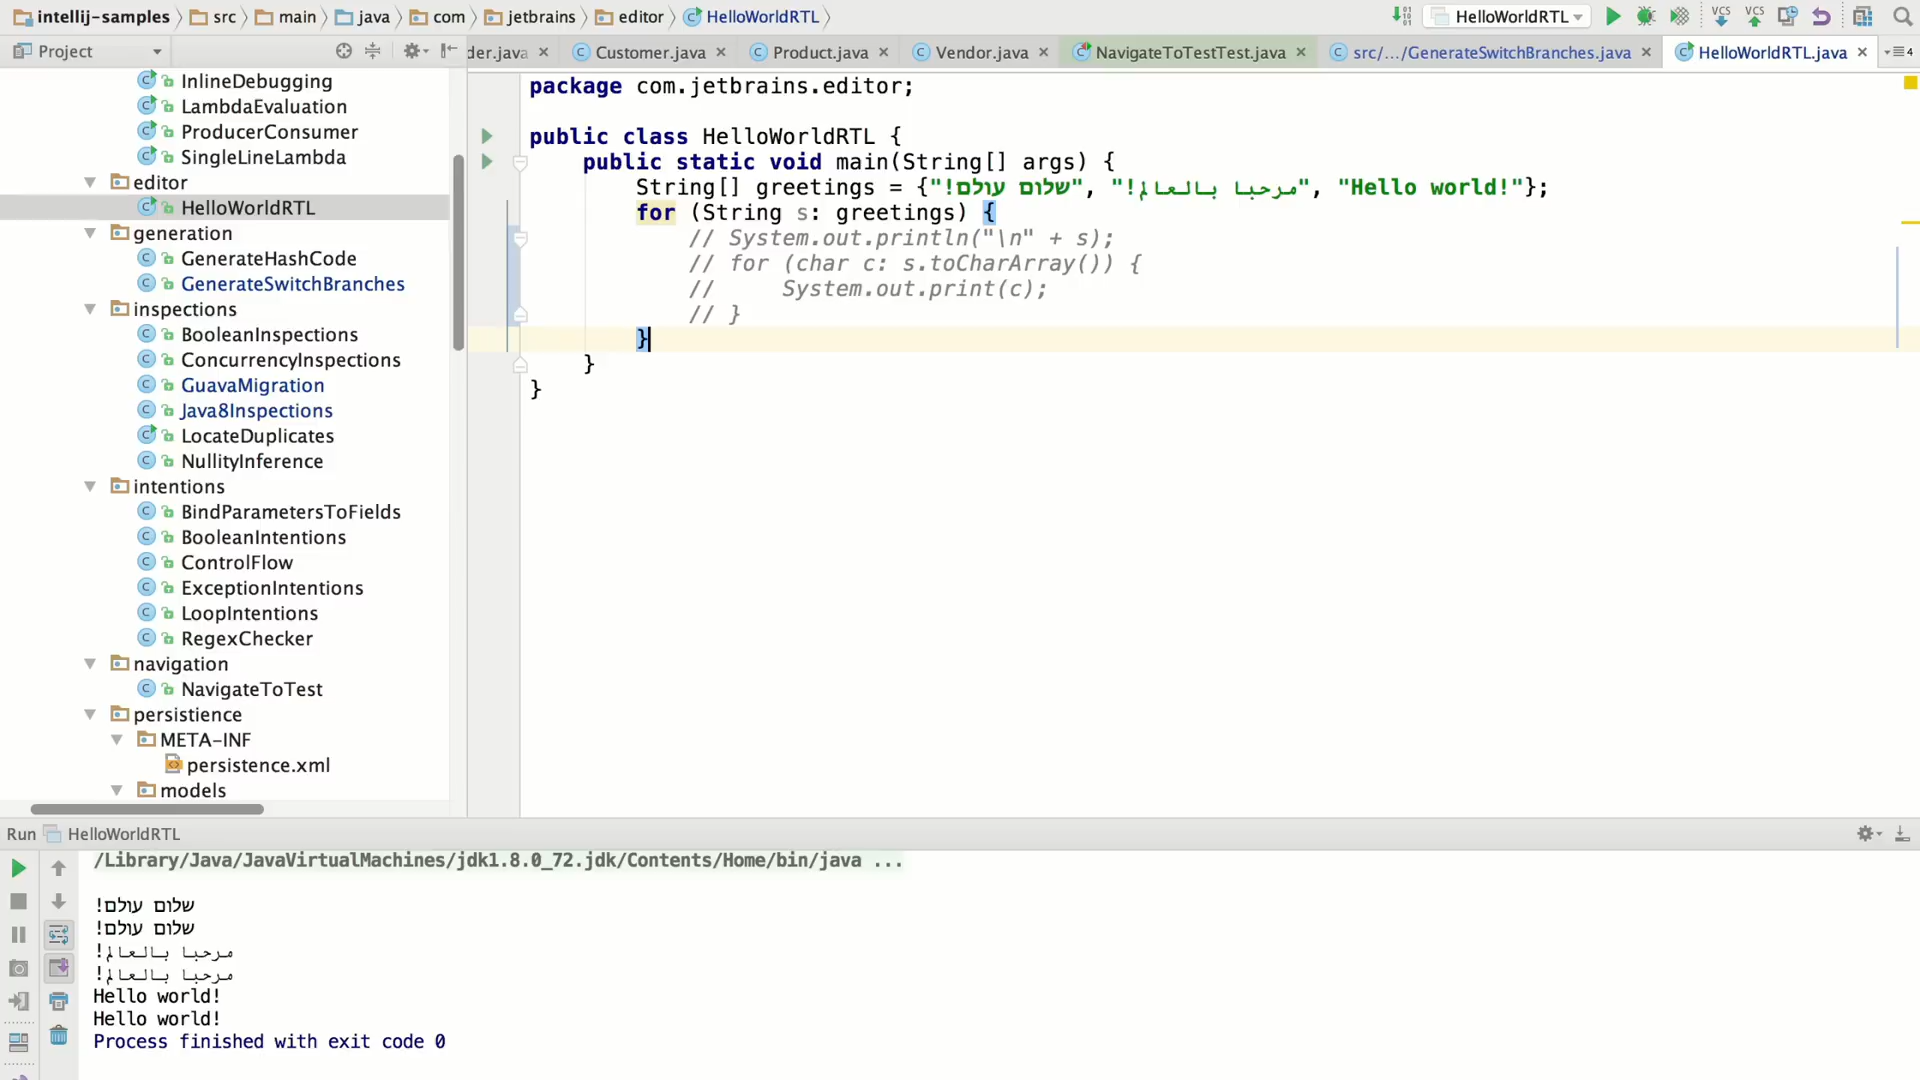 intellij-samples src main java com jetbrains editor HelloWorldRTL
HelloWorldRTL
VCS VCS
Project
der.java Customer.java Product.java Vendor.java NavigateToTestTest.java src/.../GenerateSwitchBranches.java HelloWorldRTL.java 4
InlineDebugging
LambdaEvaluation
ProducerConsumer
SingleLineLambda
editor
HelloWorldRTL
generation
GenerateHashCode
GenerateSwitchBranches
inspections
BooleanInspections
ConcurrencyInspections
GuavaMigration
Java8Inspections
LocateDuplicates
NullityInference
intentions
BindParametersToFields
BooleanIntentions
ControlFlow
ExceptionIntentions
LoopIntentions
RegexChecker
navigation
NavigateToTest
persistience
META-INF
persistence.xml
models
package com.jetbrains.editor;
public class HelloWorldRTL {
public static void main(String[] args) {
String[] greetings = {"שלום עולם!", "مرحبا بالعالم!", "Hello world!"};
for (String s: greetings) {
// System.out.println("\n" + s);
// for (char c: s.toCharArray()) {
// System.out.print(c);
// }
}
}
}
Run HelloWorldRTL
/Library/Java/JavaVirtualMachines/jdk1.8.0_72.jdk/Contents/Home/bin/java ...
שלום עולם!
שלום עולם!
مرحبا بالعالم!
مرحبا بالعالم!
Hello world!
Hello world!
Process finished with exit code 0